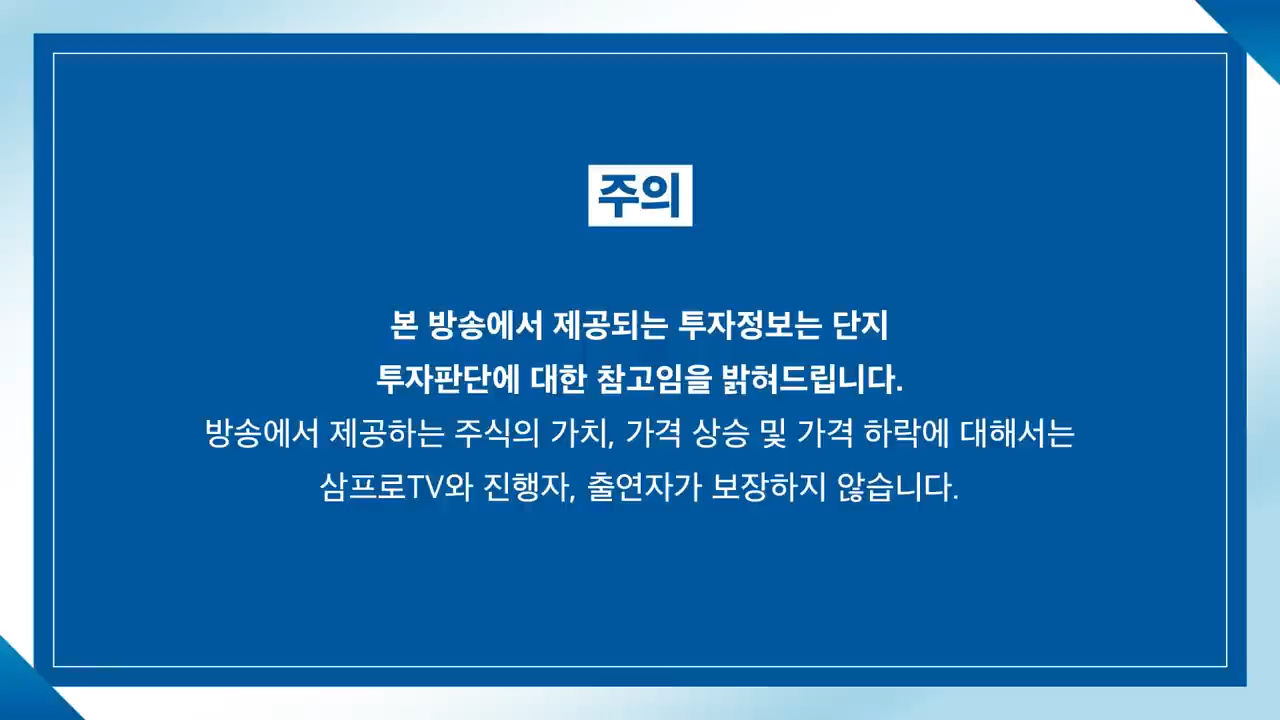 주의
본 방송에서 제공되는 투자정보는 단지
투자판단에 대한 참고임을 밝혀드립니다.
방송에서 제공하는 주식의 가치, 가격 상승 및 가격 하락에 대해서는
삼프로TV와 진행자, 출연자가 보장하지 않습니다.